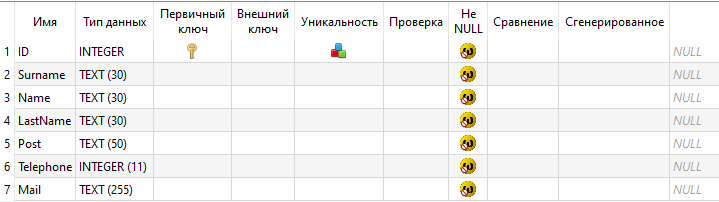 Имя Тип данных Первичный ключ Внешний ключ Уникальность Проверка Не NULL Сравнение Сгенерированное
1 ID INTEGER NULL
2 Surname TEXT (30) NULL
3 Name TEXT (30) NULL
4 LastName TEXT (30) NULL
5 Post TEXT (50) NULL
6 Telephone INTEGER (11) NULL
7 Mail TEXT (255) NULL